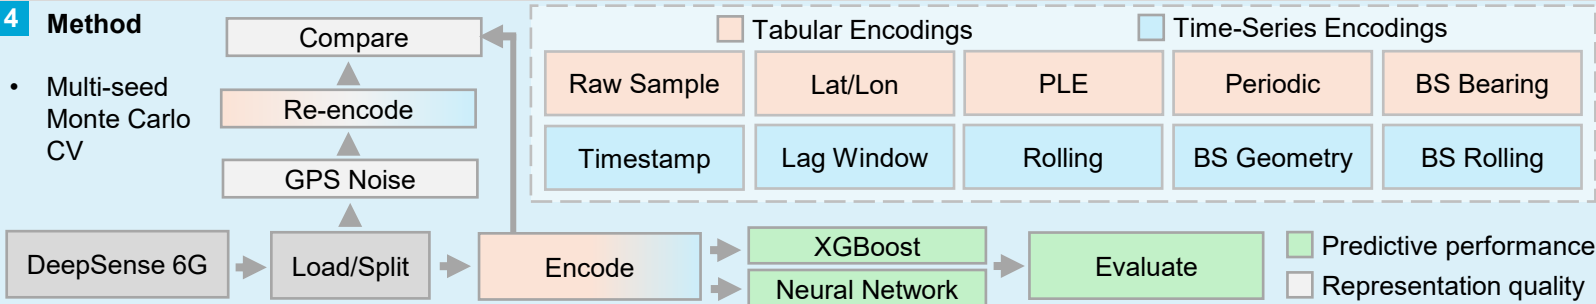 4 Method
• Multi-seed
Monte Carlo
CV
Compare
Re-encode
GPS Noise
DeepSense 6G
Load/Split
Encode
XGBoost
Neural Network
Evaluate
Tabular Encodings
Time-Series Encodings
Raw Sample
Lat/Lon
PLE
Periodic
BS Bearing
Timestamp
Lag Window
Rolling
BS Geometry
BS Rolling
Predictive performance
Representation quality